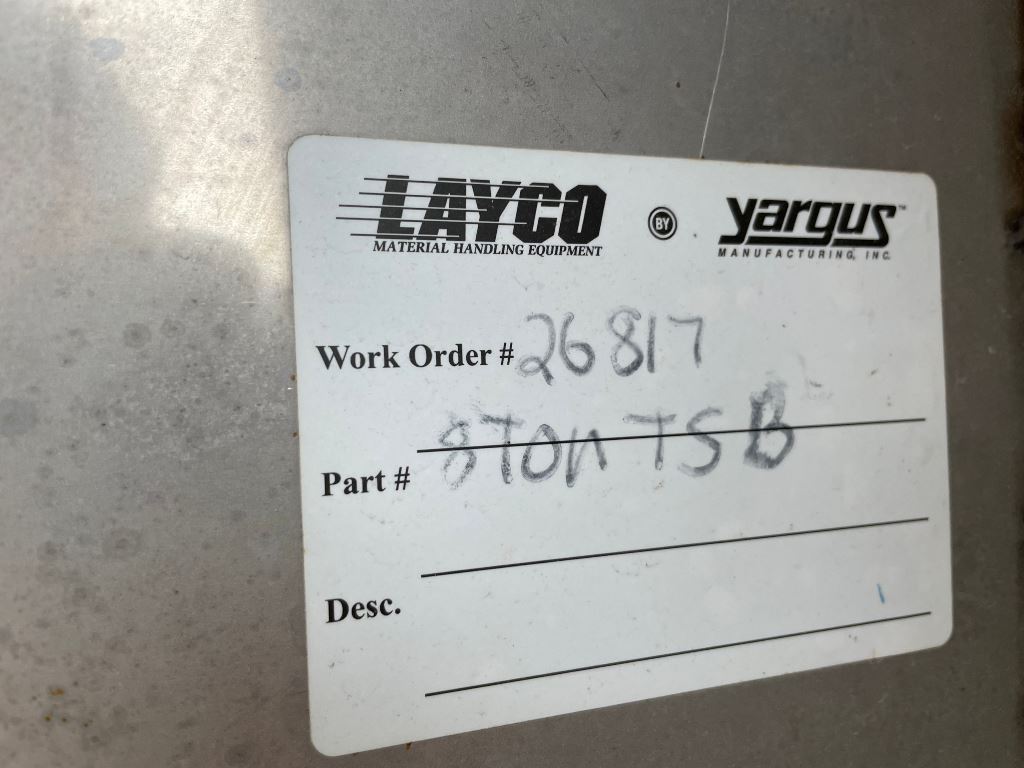 LAYCO BY yargus™
MATERIAL HANDLING EQUIPMENT MANUFACTURING, INC.
Work Order # 26817
Part # 8TON TSB
Desc.